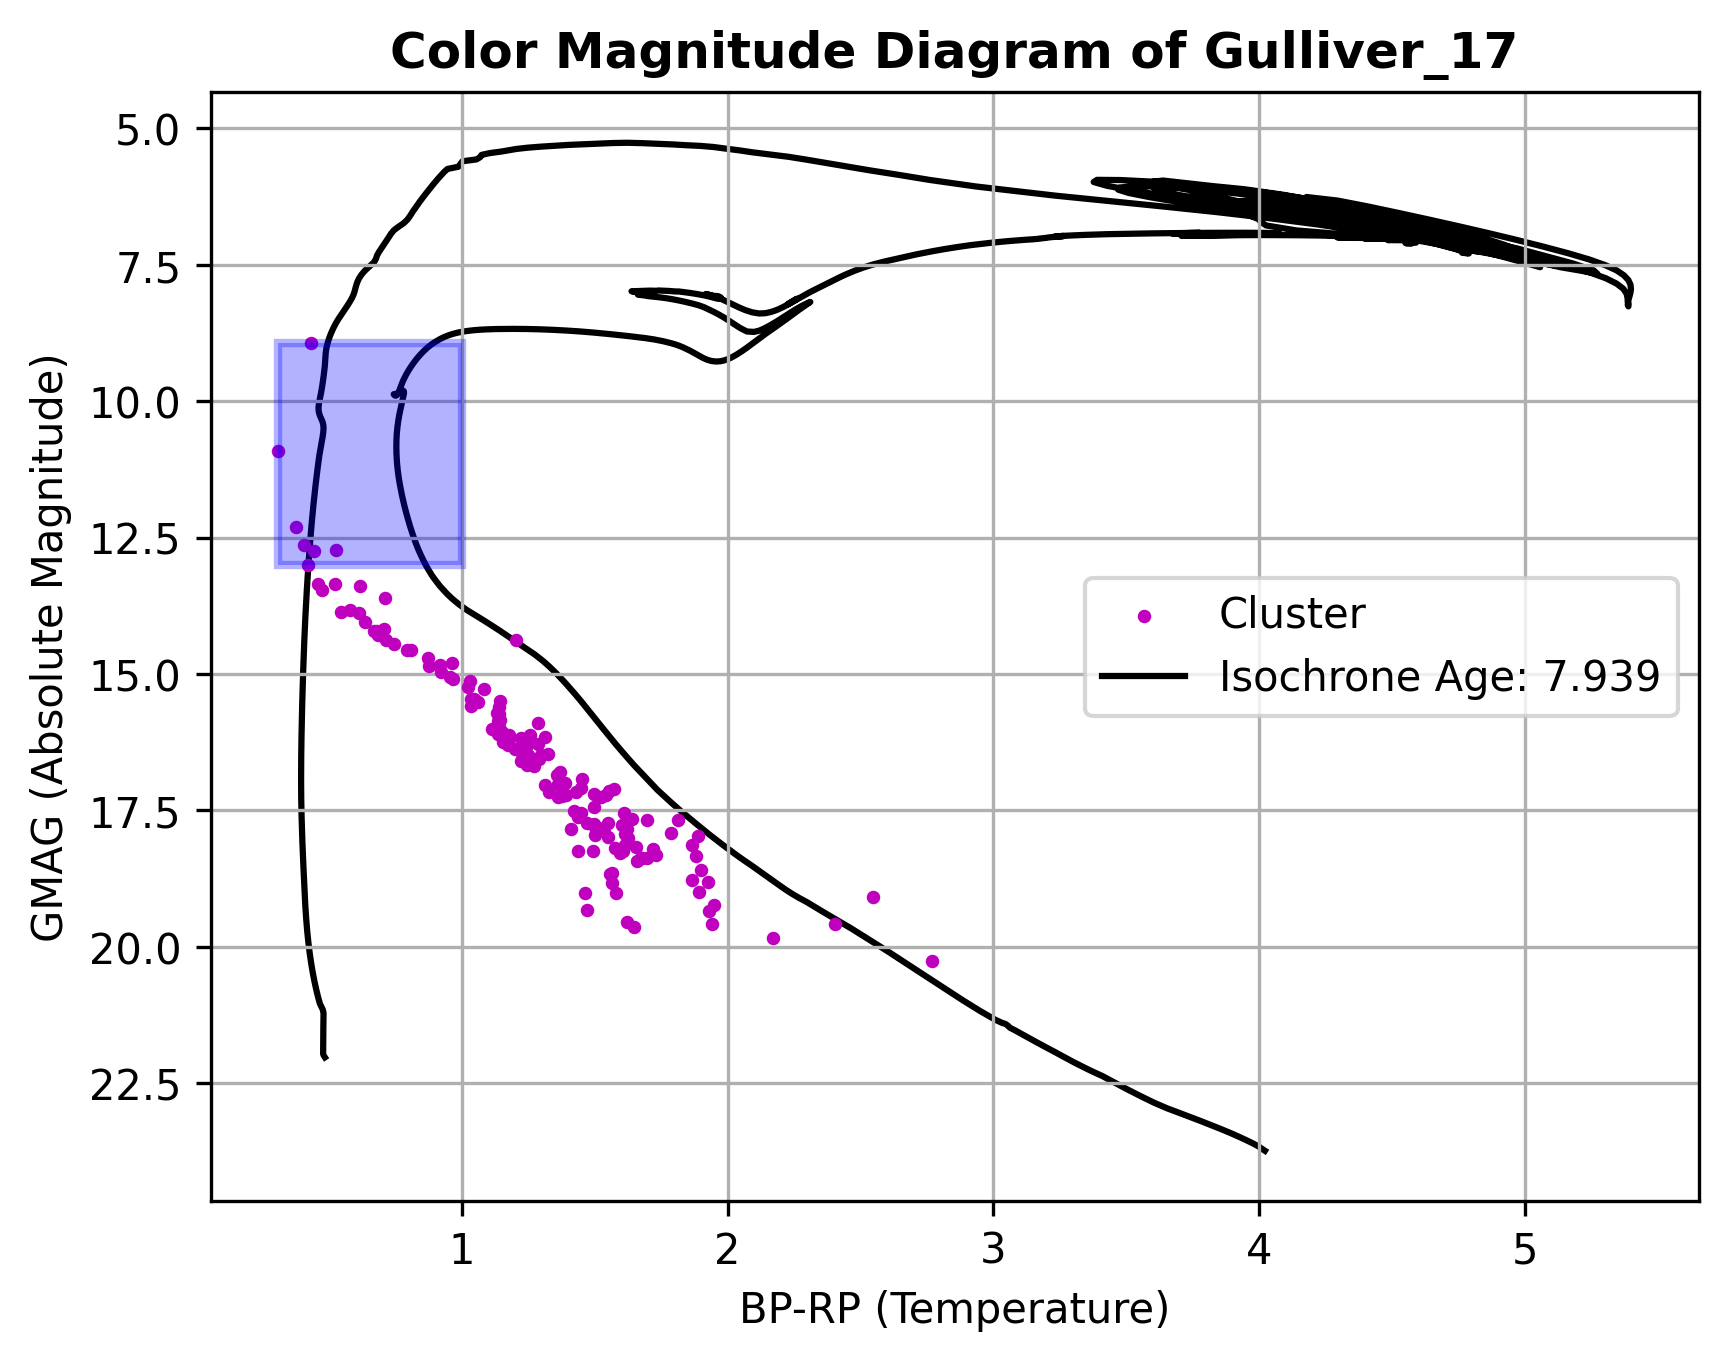 Color Magnitude Diagram of Gulliver_17
5.0
7.5
10.0
12.5
15.0
17.5
20.0
22.5
GMAG (Absolute Magnitude)
Cluster
Isochrone Age: 7.939
1 2 3 4 5
BP-RP (Temperature)